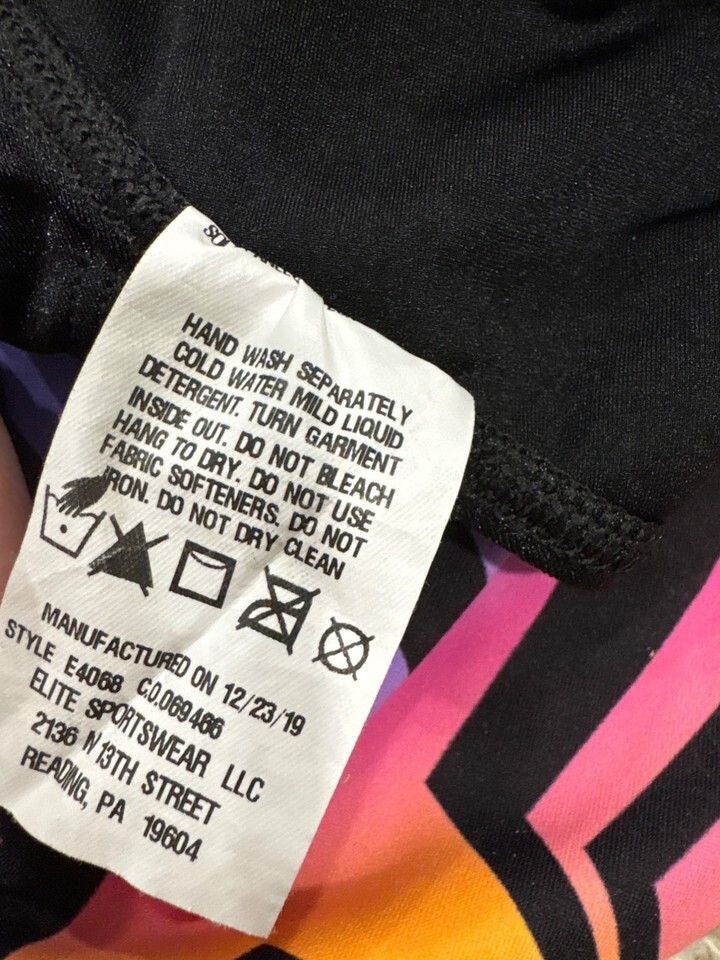 HAND WASH SEPARATELY
COLD WATER MILD LIQUID
DETERGENT. TURN GARMENT
INSIDE OUT. DO NOT BLEACH
HANG TO DRY. DO NOT USE
FABRIC SOFTENERS. DO NOT
IRON. DO NOT DRY CLEAN
MANUFACTURED ON 12/23/19
STYLE E4068 C.O.069466
ELITE SPORTSWEAR LLC
2136 N 13TH STREET
READING, PA 19604